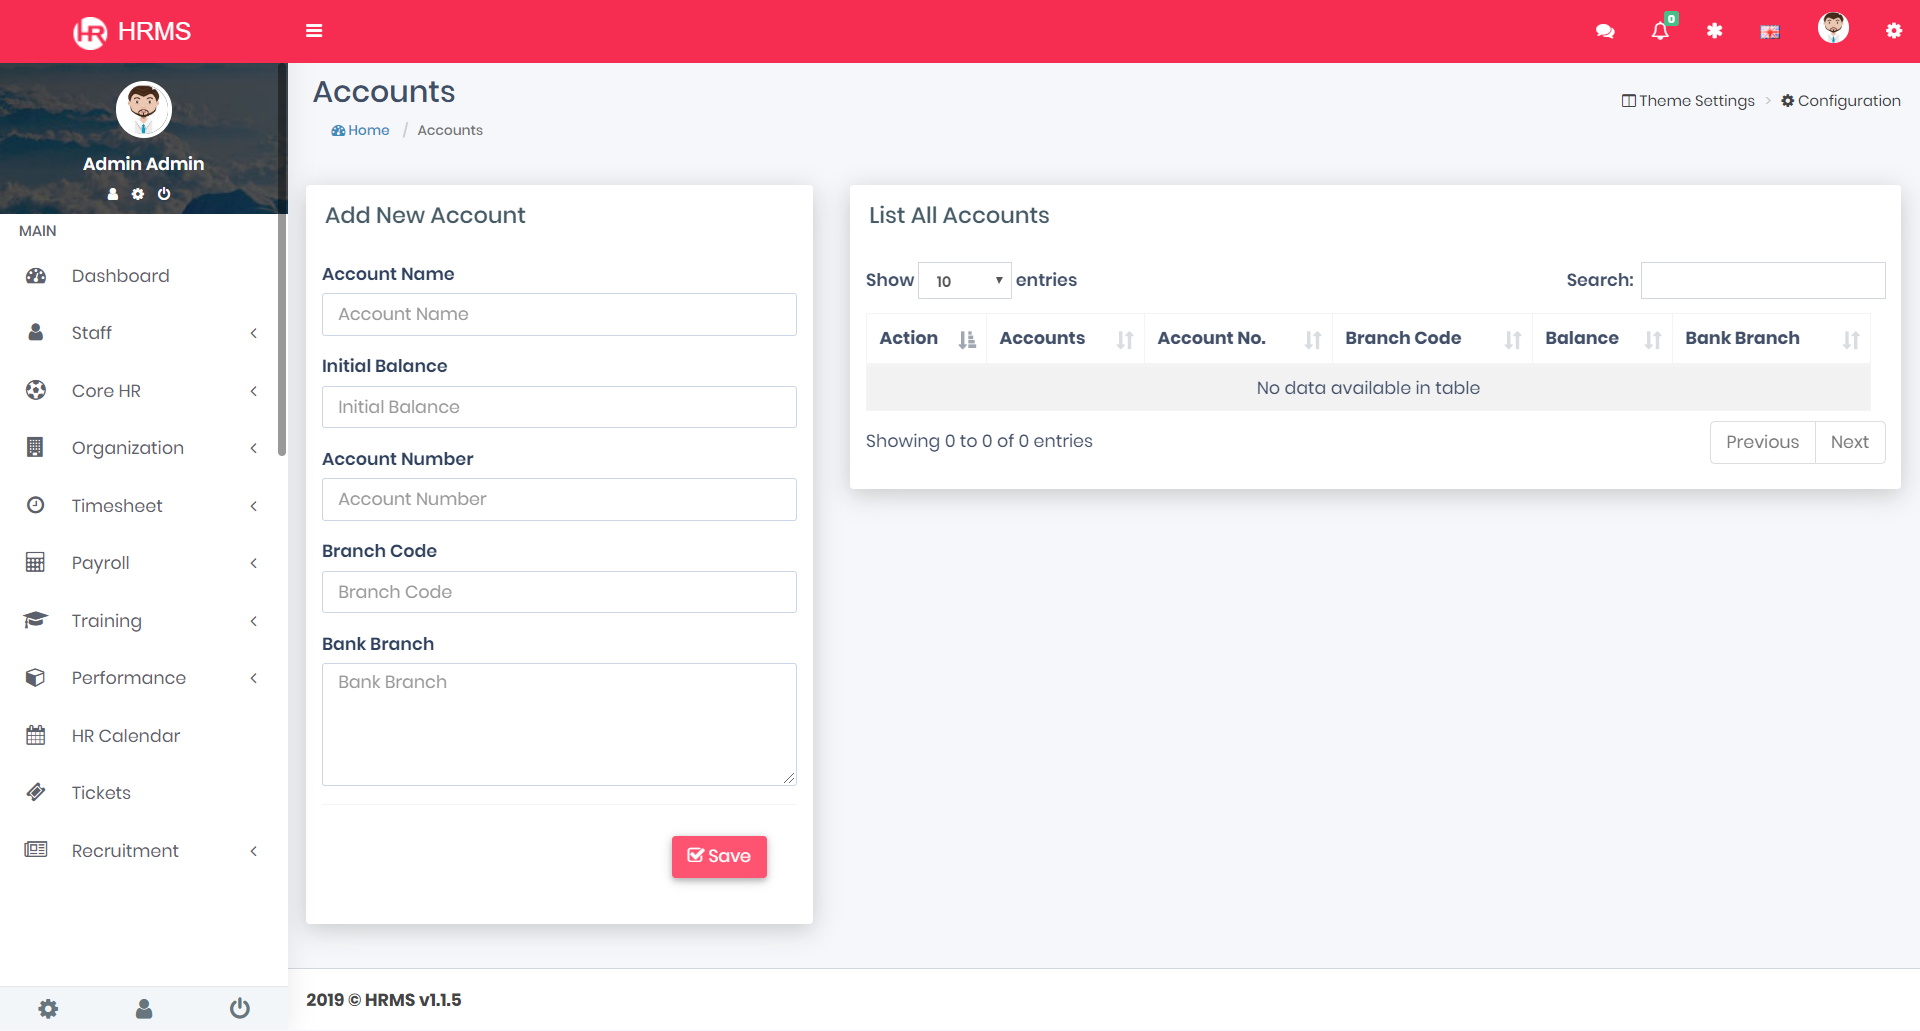 HR HRMS
0
Admin Admin
MAIN
Dashboard
Staff
Core HR
Organization
Timesheet
Payroll
Training
Performance
HR Calendar
Tickets
Recruitment
Accounts
Home / Accounts
Theme Settings > Configuration
Add New Account
Account Name
Account Name
Initial Balance
Initial Balance
Account Number
Account Number
Branch Code
Branch Code
Bank Branch
Bank Branch
Save
List All Accounts
Show 10 entries
Search:
Action Accounts Account No. Branch Code Balance Bank Branch
No data available in table
Showing 0 to 0 of 0 entries
Previous Next
2019 © HRMS v1.1.5